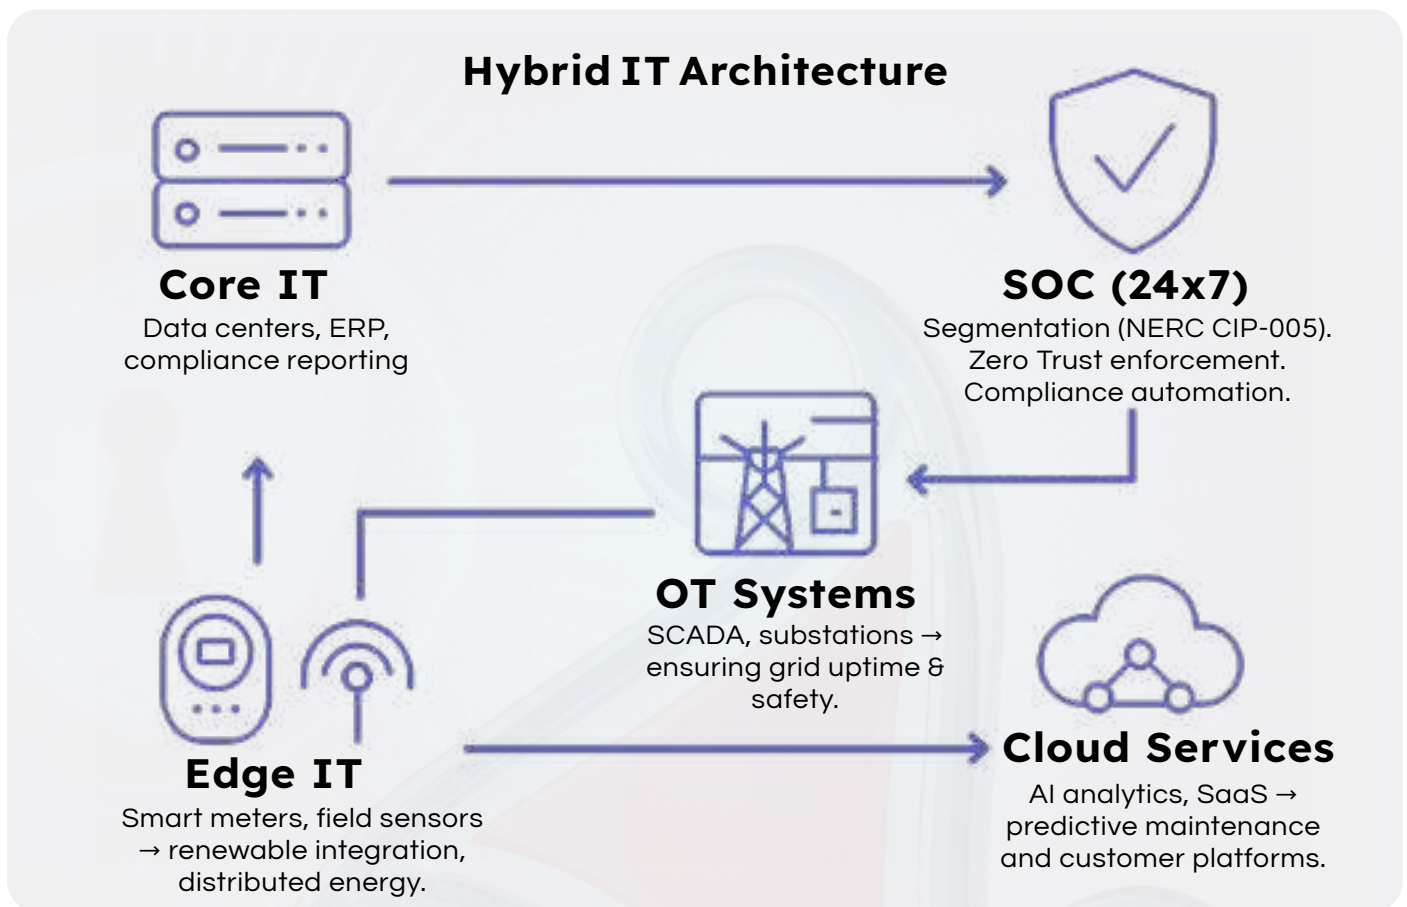 Hybrid IT Architecture
Core IT
Data centers, ERP,
compliance reporting
SOC (24x7)
Segmentation (NERC CIP-005).
Zero Trust enforcement.
Compliance automation.
OT Systems
SCADA, substations →
ensuring grid uptime &
safety.
Edge IT
Smart meters, field sensors
→ renewable integration,
distributed energy.
Cloud Services
AI analytics, SaaS →
predictive maintenance
and customer platforms.